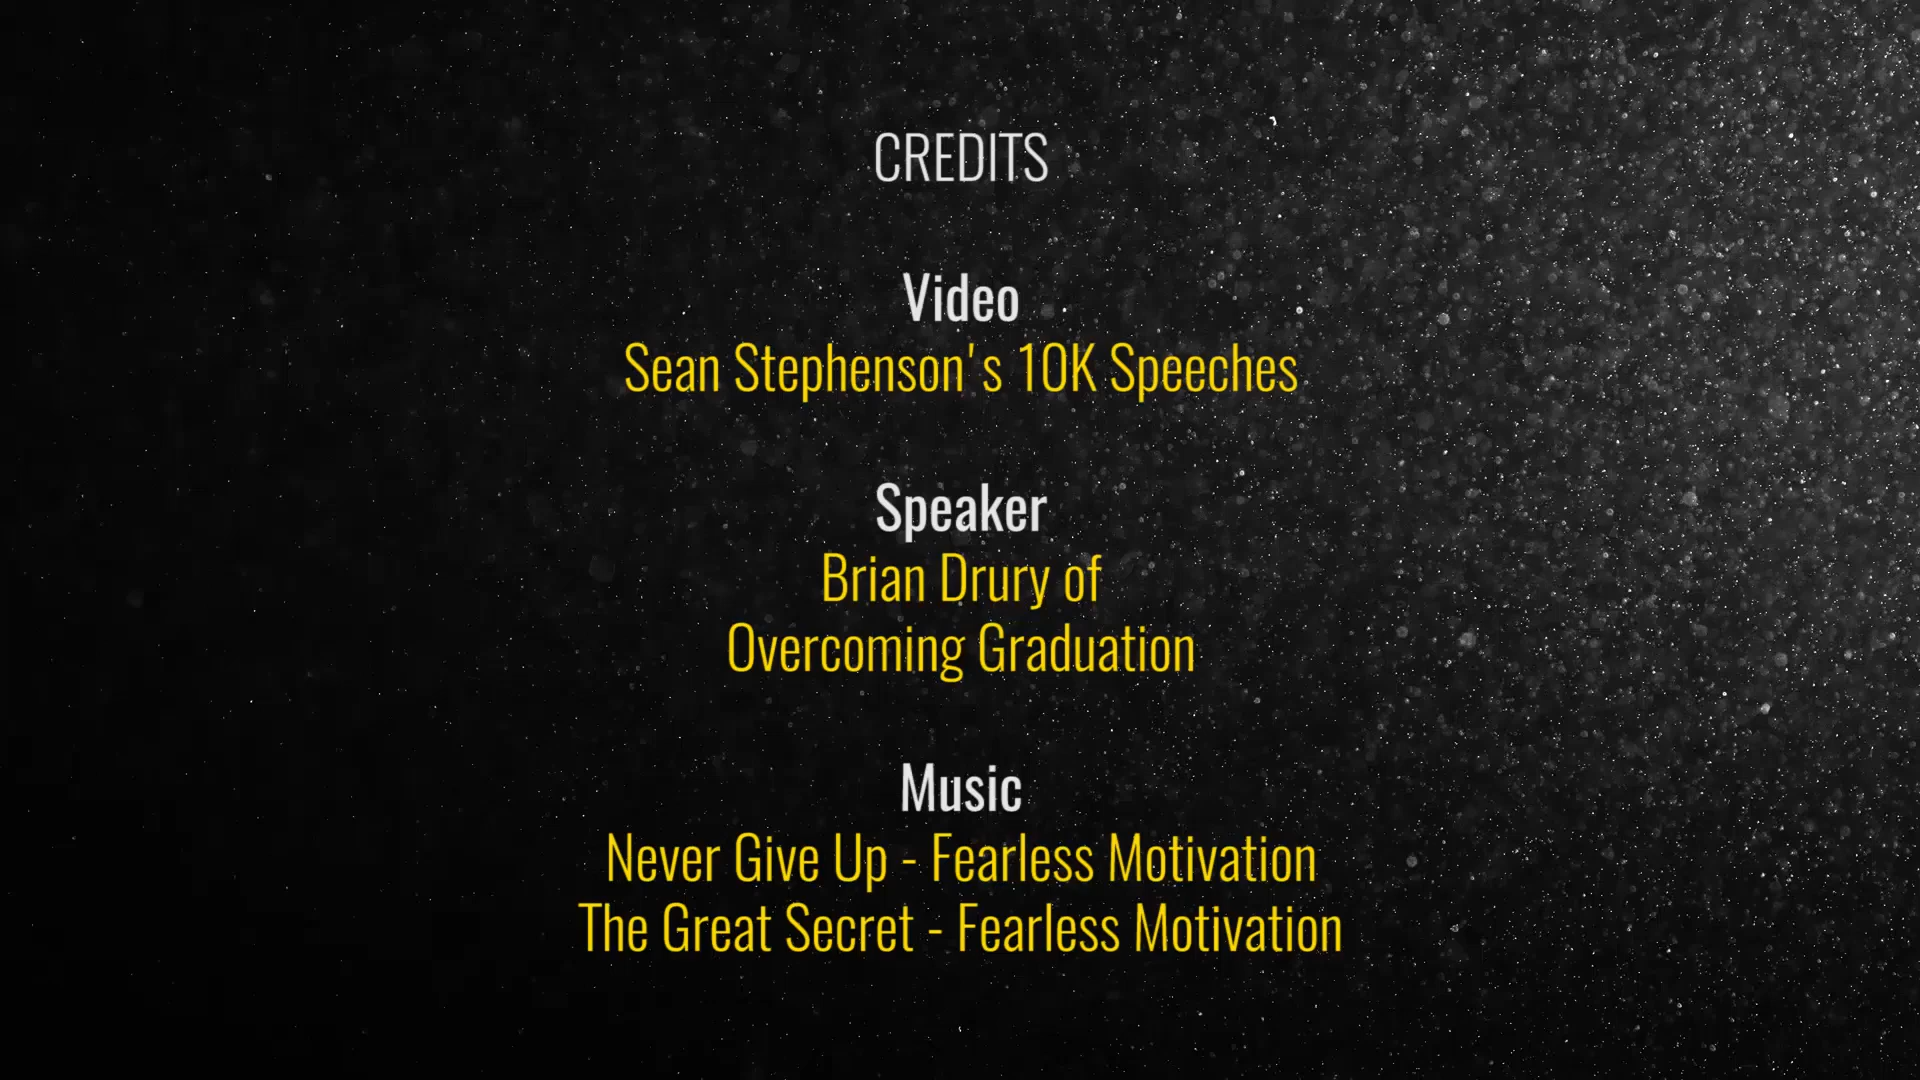 CREDITS
Video
Sean Stephenson's 10K Speeches
Speaker
Brian Drury of
Overcoming Graduation
Music
Never Give Up - Fearless Motivation
The Great Secret - Fearless Motivation